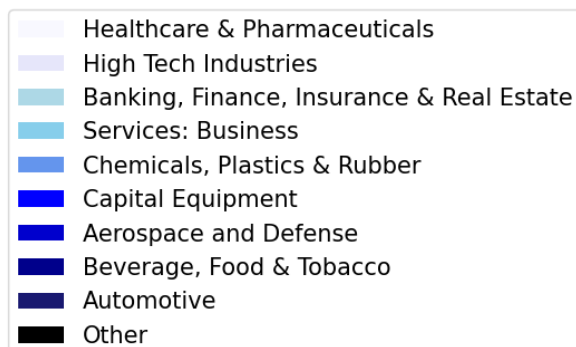 Healthcare & Pharmaceuticals
High Tech Industries
Banking, Finance, Insurance & Real Estate
Services: Business
Chemicals, Plastics & Rubber
Capital Equipment
Aerospace and Defense
Beverage, Food & Tobacco
Automotive
Other